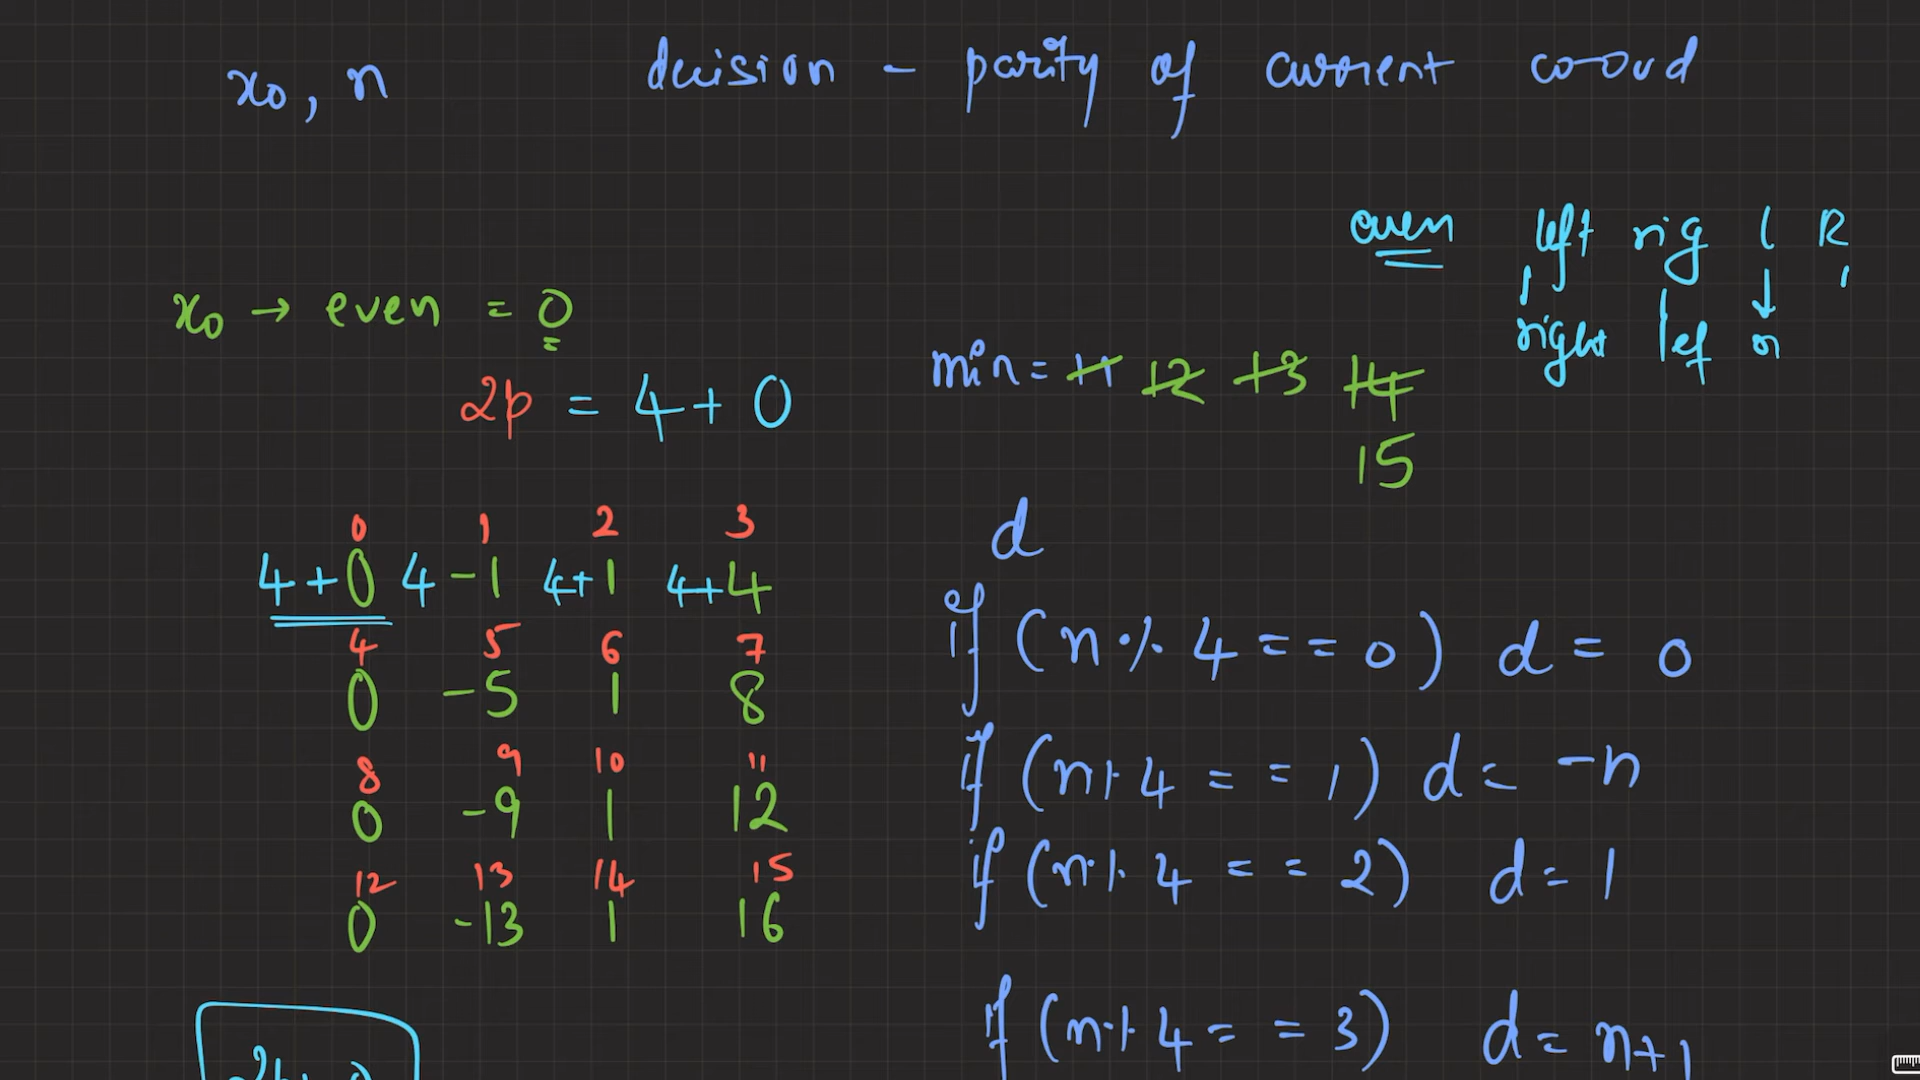 x0, n decision - parity of current co-ord
even left rig l R
x0 → even = 0
right lef r
min = 11 12 13 14
2p = 4 + 0
15
0 1 2 3
d
4+0 4-1 4+1 4+4
if (n % 4 == 0) d = 0
4 5 6 7
0 -5 1 8
8 9 10 11
if (n % 4 == 1) d = -n
0 -9 1 12
12 13 14 15
if (n % 4 == 2) d = 1
0 -13 1 16
if (n % 4 == 3) d = n+1